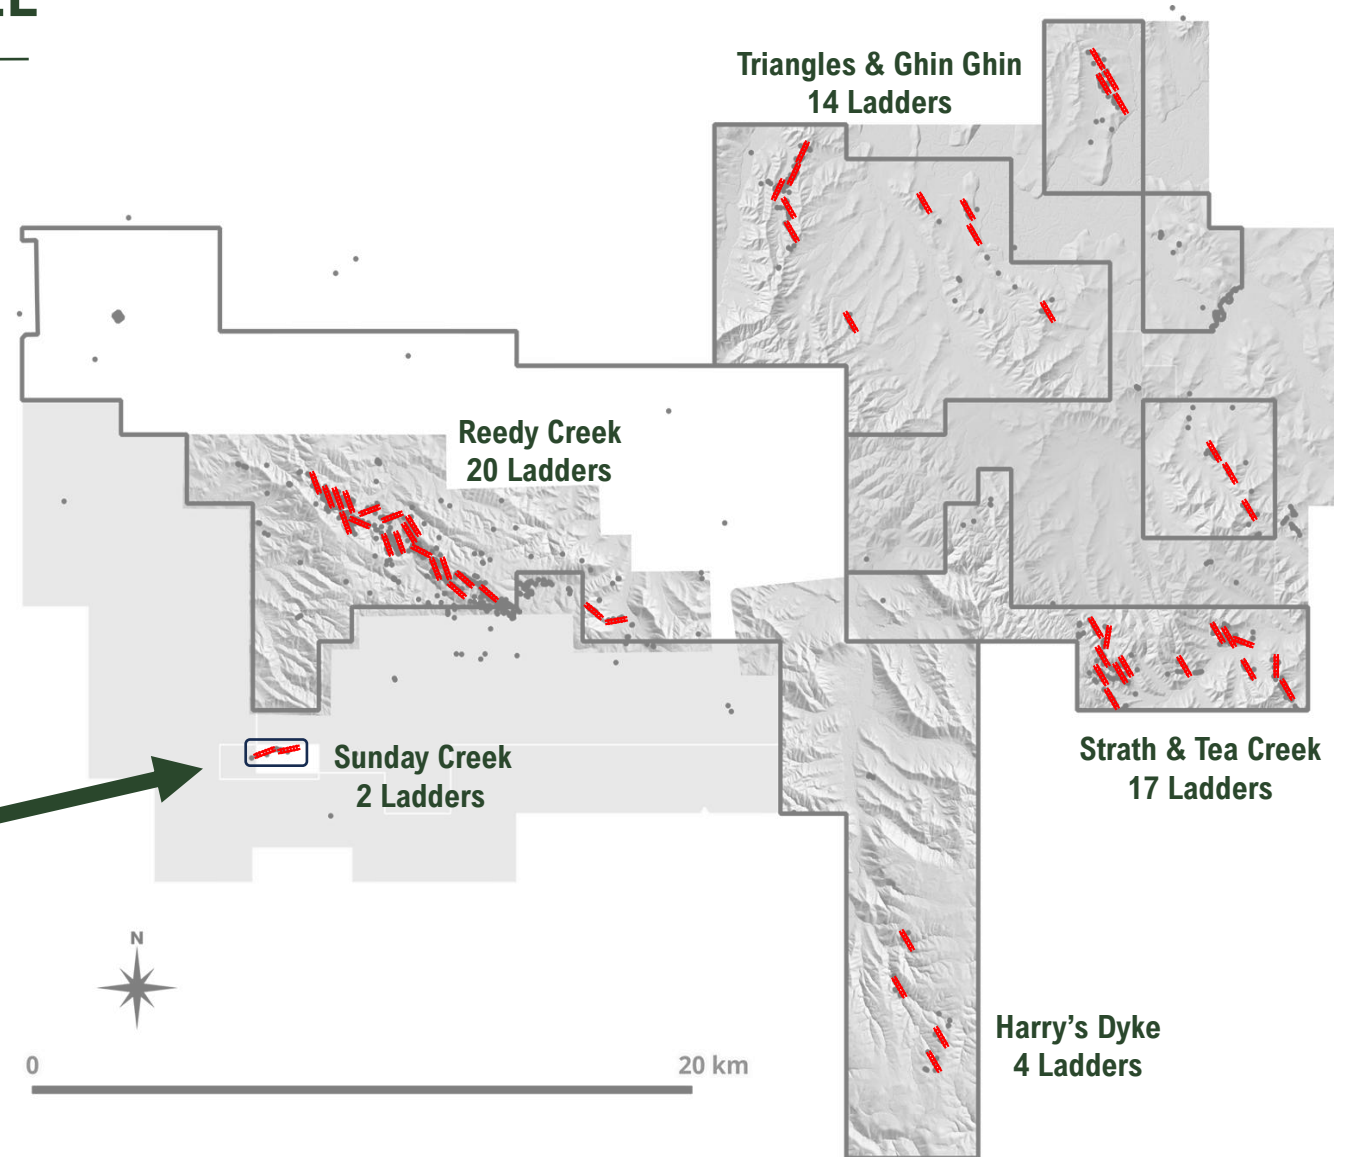 Triangles & Ghin Ghin
14 Ladders
Reedy Creek
20 Ladders
Sunday Creek
2 Ladders
Strath & Tea Creek
17 Ladders
N
Harry’s Dyke
4 Ladders
0
20 km